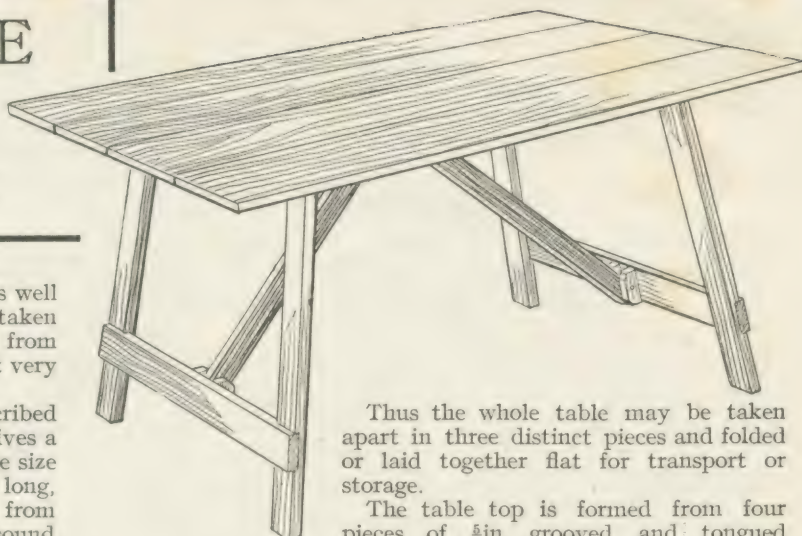 E
s well
taken
from
very
cribed
ives a
e size
long,
from
ound
Thus the whole table may be taken
apart in three distinct pieces and folded
or laid together flat for transport or
storage.
The table top is formed from four
pieces of ⅝in. grooved and tongued